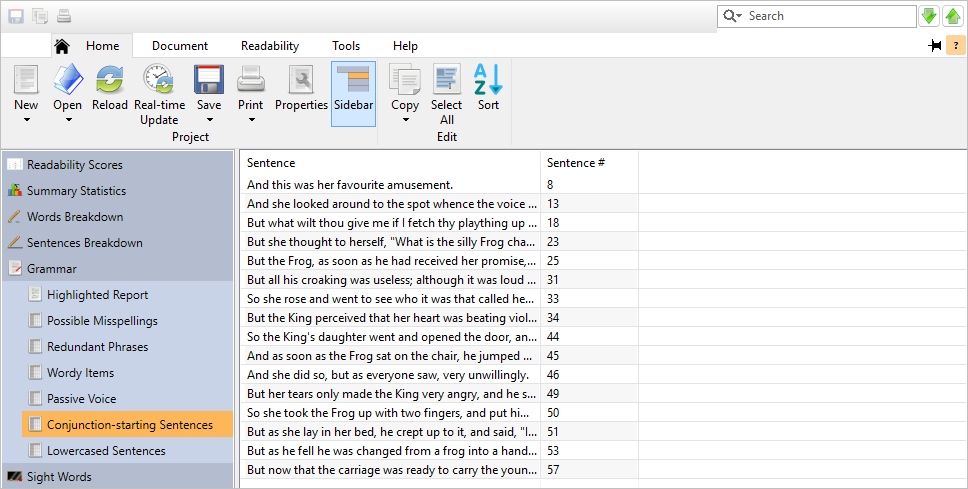 Search
Home Document Readability Tools Help
?
New Open Reload Real-time Update Save Print Properties Sidebar Copy Select All Sort
Project Edit
Readability Scores
Summary Statistics
Words Breakdown
Sentences Breakdown
Grammar
Highlighted Report
Possible Misspellings
Redundant Phrases
Wordy Items
Passive Voice
Conjunction-starting Sentences
Lowercased Sentences
Sight Words
Sentence Sentence #
And this was her favourite amusement. 8
And she looked around to the spot whence the voice ... 13
But what wilt thou give me if I fetch thy plaything up ... 18
But she thought to herself, "What is the silly Frog cha... 23
But the Frog, as soon as he had received her promise,... 25
But all his croaking was useless; although it was loud ... 31
So she rose and went to see who it was that called he... 33
But the King perceived that her heart was beating viol... 34
So the King's daughter went and opened the door, an... 44
And as soon as the Frog sat on the chair, he jumped ... 45
And she did so, but as everyone saw, very unwillingly. 46
But her tears only made the King very angry, and he s... 49
So she took the Frog up with two fingers, and put hi... 50
But as she lay in her bed, he crept up to it, and said, "I... 51
But as he fell he was changed from a frog into a hand... 53
But now that the carriage was ready to carry the youn... 57